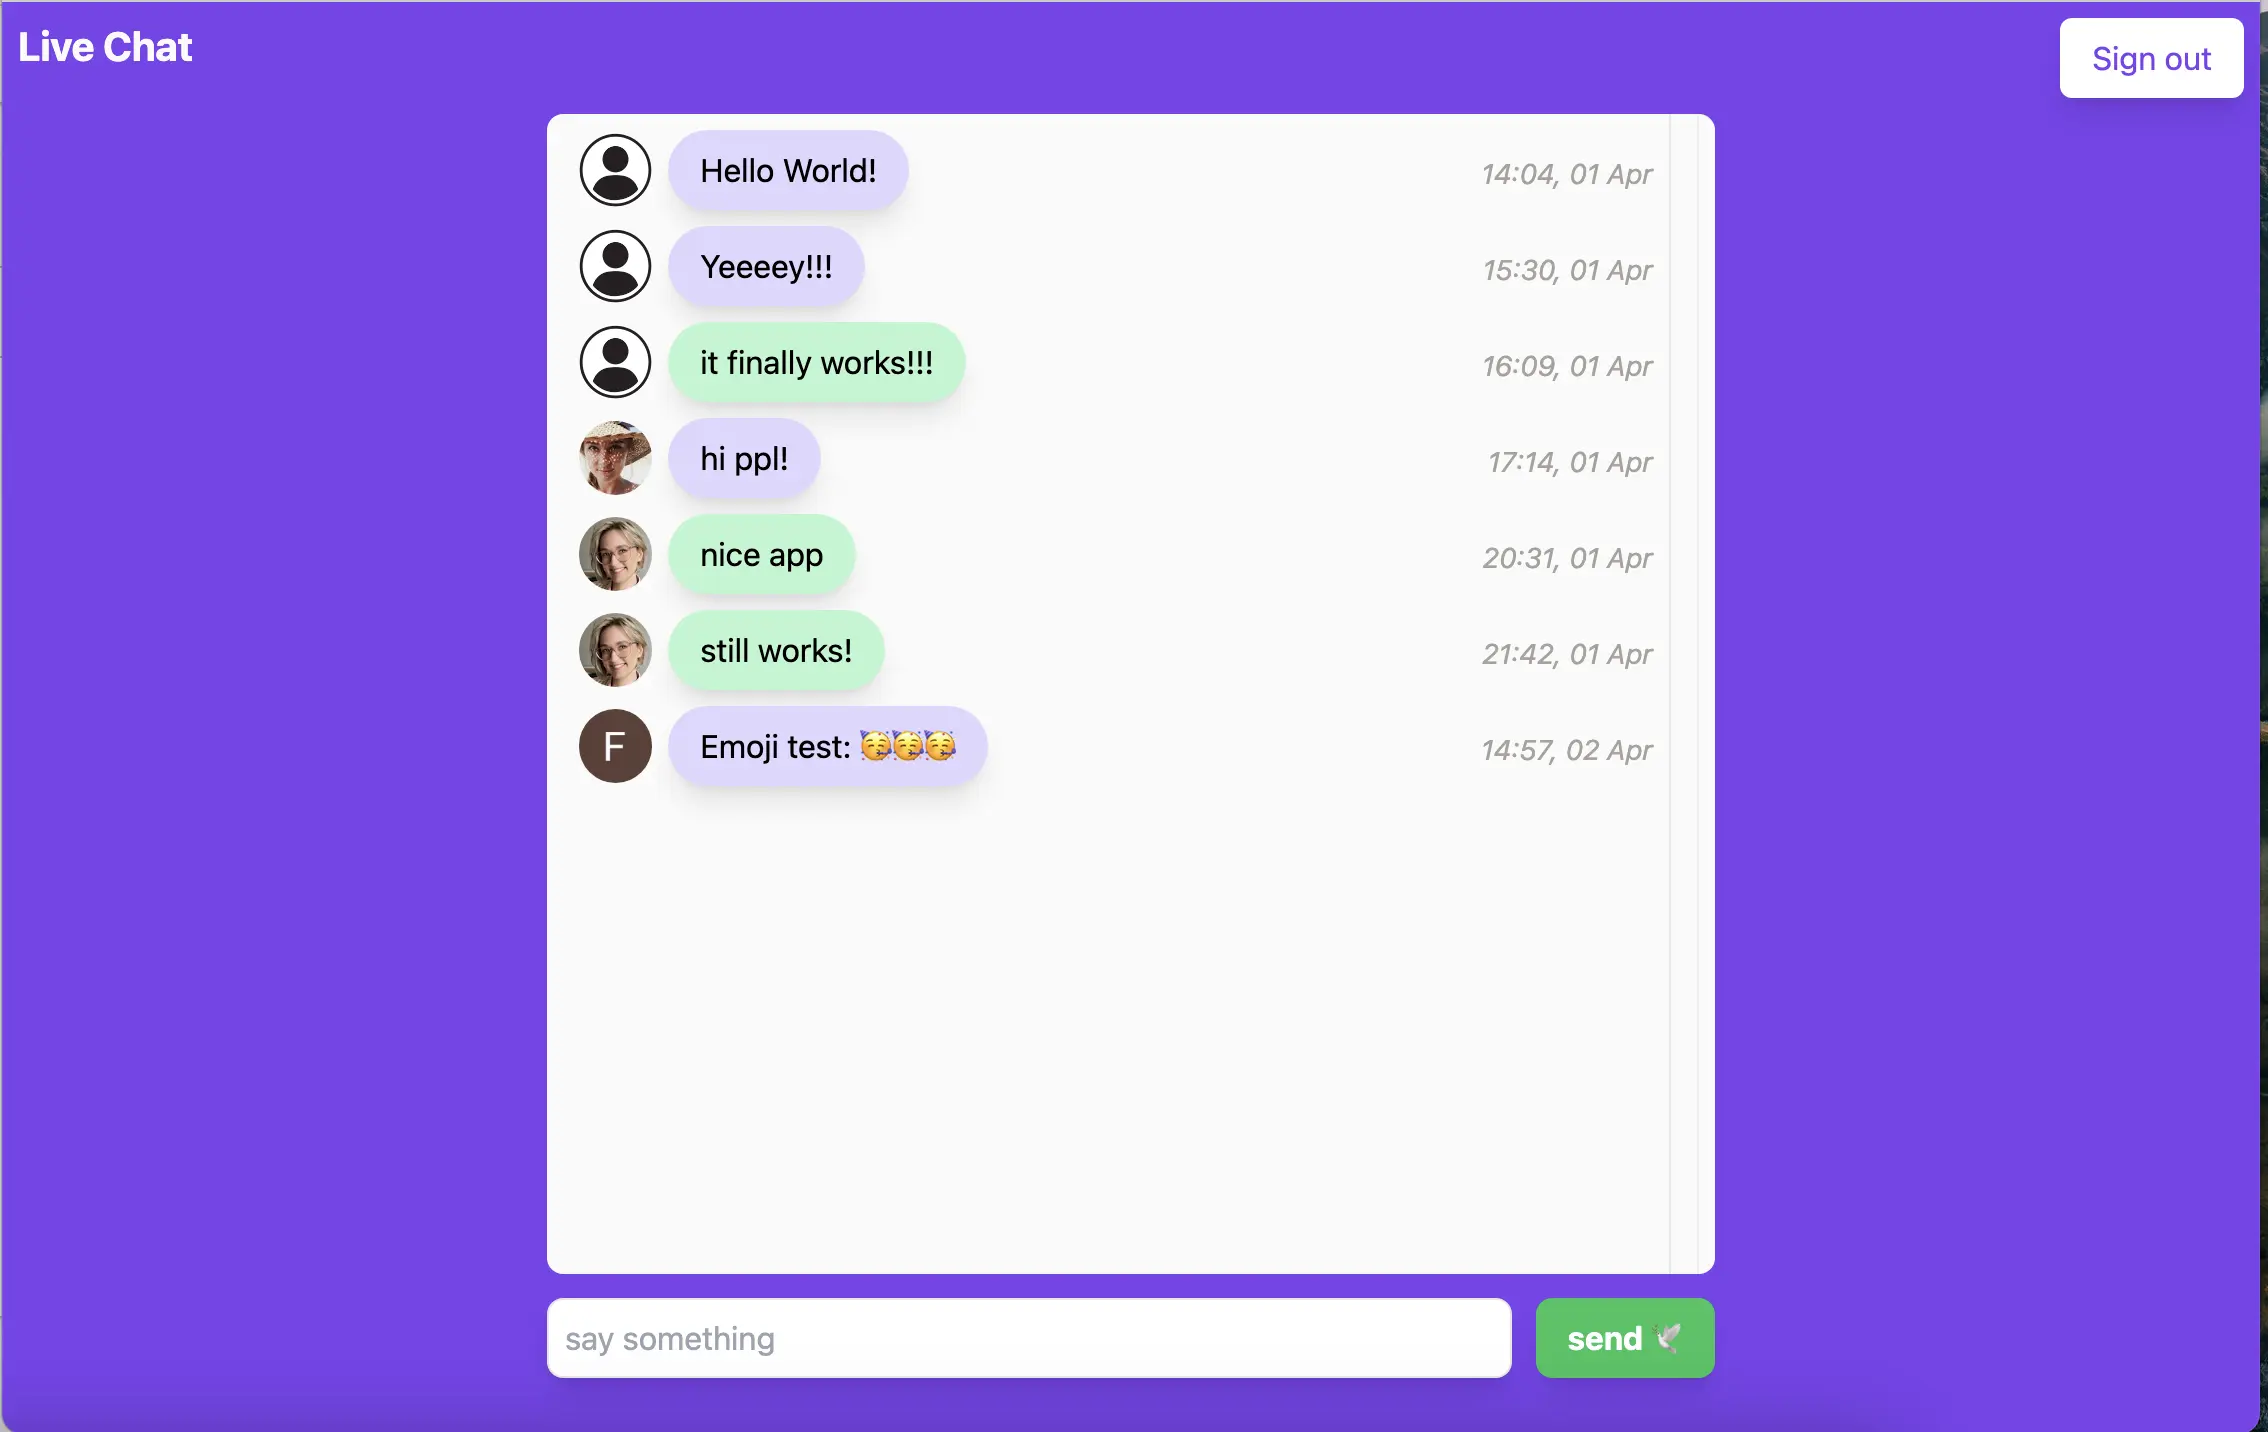 Live Chat
Sign out
Hello World!
14:04, 01 Apr
Yeeeey!!!
15:30, 01 Apr
it finally works!!!
16:09, 01 Apr
hi ppl!
17:14, 01 Apr
nice app
20:31, 01 Apr
still works!
21:42, 01 Apr
F
Emoji test: 🥳🥳🥳
14:57, 02 Apr
say something
send 🕊️